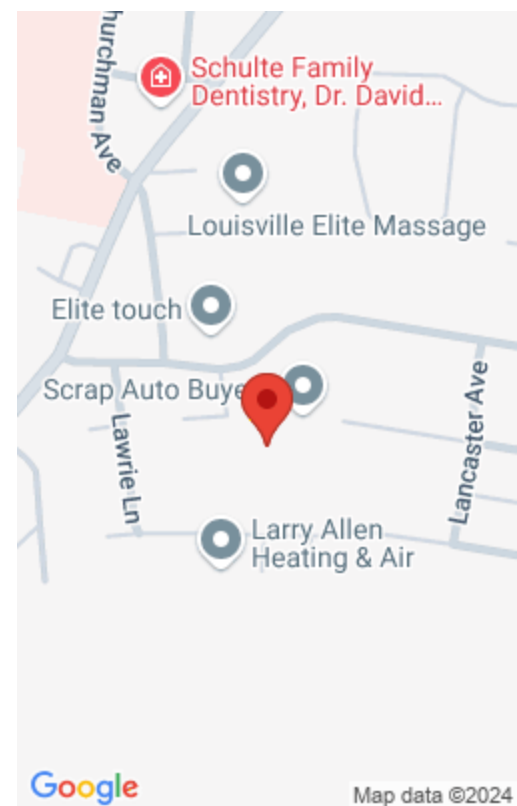 hurchman Ave
Schulte Family
Dentistry, Dr. David...
Louisville Elite Massage
Elite touch
Scrap Auto Buye
Lawrie Ln
Lancaster Ave
Larry Allen
Heating & Air
Google
Map data ©2024